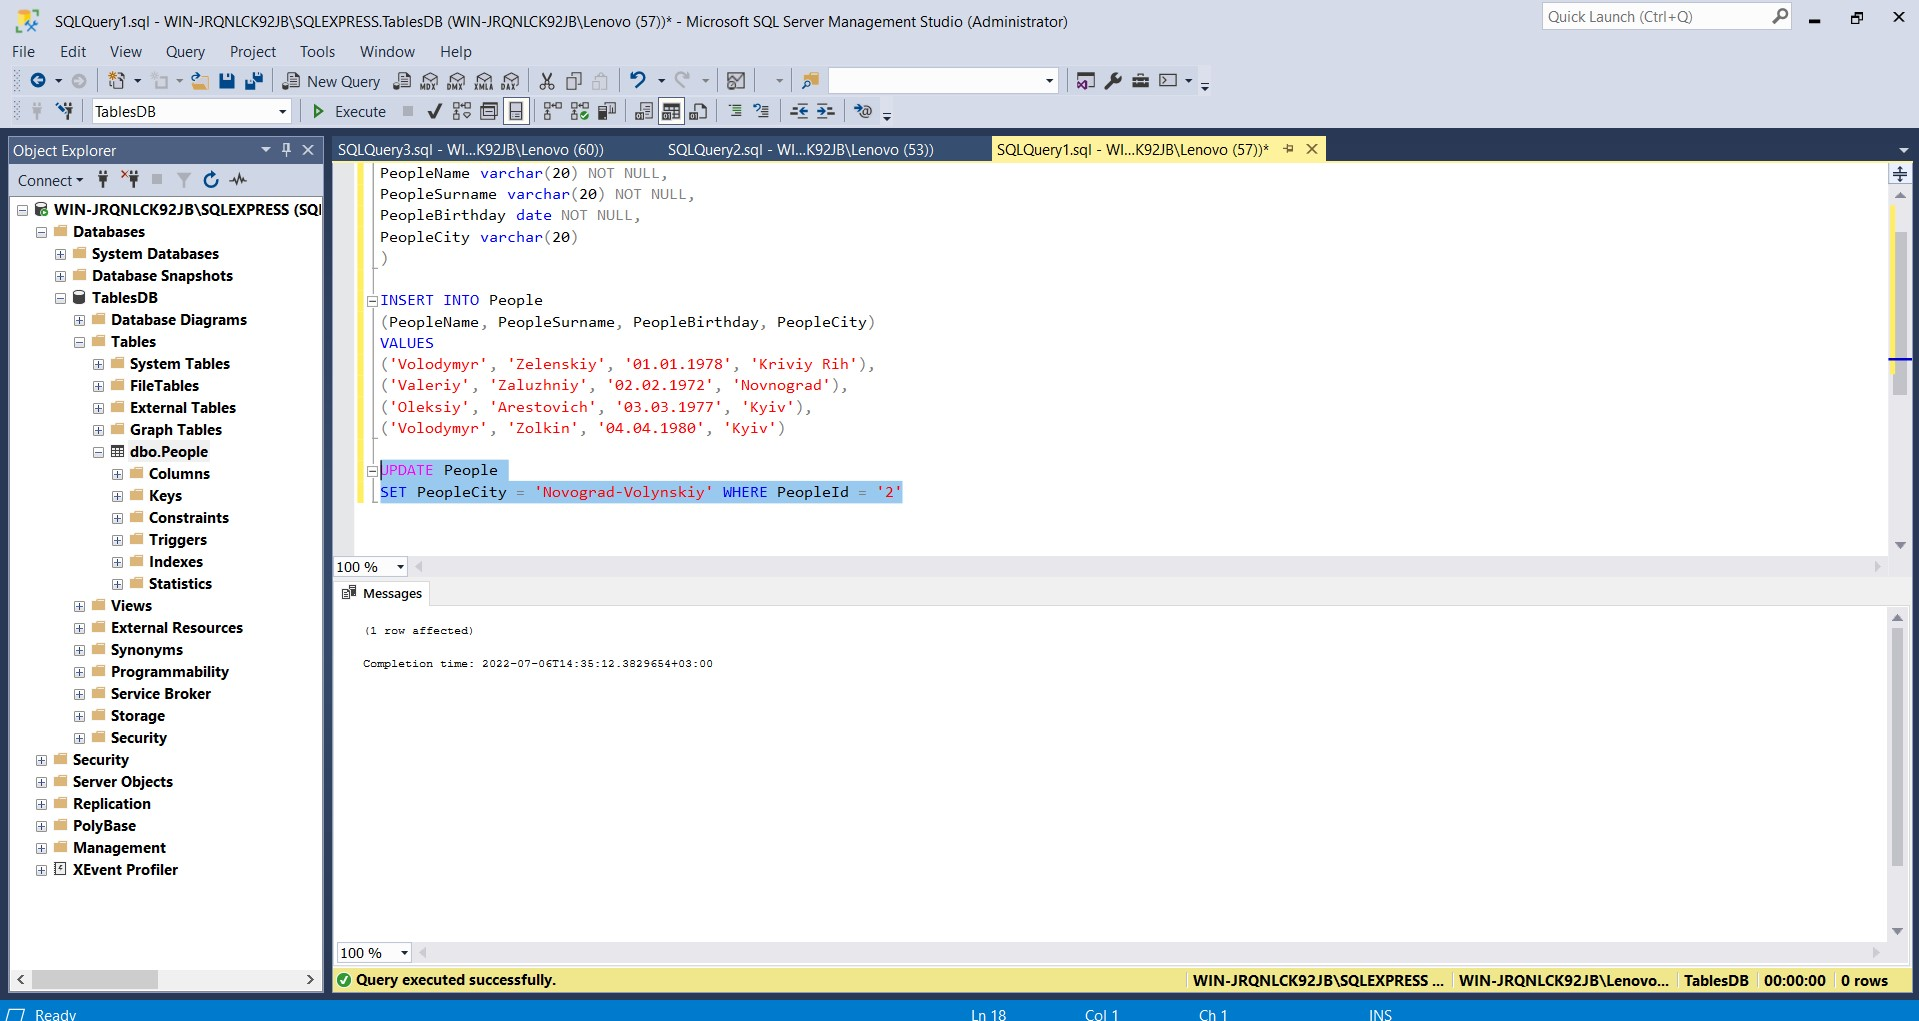 SQLQuery1.sql - WIN-JRQNLCK92JB\SQLEXPRESS.TablesDB (WIN-JRQNLCK92JB\Lenovo (57))* - Microsoft SQL Server Management Studio (Administrator)
Quick Launch (Ctrl+Q)
File Edit View Query Project Tools Window Help
New Query MDX DMX XMLA DAX
TablesDB Execute
Object Explorer
SQLQuery3.sql - WI...K92JB\Lenovo (60)) SQLQuery2.sql - WI...K92JB\Lenovo (53)) SQLQuery1.sql - WI...K92JB\Lenovo (57))*
Connect
WIN-JRQNLCK92JB\SQLEXPRESS (SQL
Databases
System Databases
Database Snapshots
TablesDB
Database Diagrams
Tables
System Tables
FileTables
External Tables
Graph Tables
dbo.People
Columns
Keys
Constraints
Triggers
Indexes
Statistics
Views
External Resources
Synonyms
Programmability
Service Broker
Storage
Security
Security
Server Objects
Replication
PolyBase
Management
XEvent Profiler
PeopleName varchar(20) NOT NULL,
PeopleSurname varchar(20) NOT NULL,
PeopleBirthday date NOT NULL,
PeopleCity varchar(20)
)
INSERT INTO People
(PeopleName, PeopleSurname, PeopleBirthday, PeopleCity)
VALUES
('Volodymyr', 'Zelenskiy', '01.01.1978', 'Kriviy Rih'),
('Valeriy', 'Zaluzhniy', '02.02.1972', 'Novnograd'),
('Oleksiy', 'Arestovich', '03.03.1977', 'Kyiv'),
('Volodymyr', 'Zolkin', '04.04.1980', 'Kyiv')
UPDATE People
SET PeopleCity = 'Novograd-Volynskiy' WHERE PeopleId = '2'
100 %
Messages
(1 row affected)
Completion time: 2022-07-06T14:35:12.3829654+03:00
100 %
Query executed successfully. WIN-JRQNLCK92JB\SQLEXPRESS ... WIN-JRQNLCK92JB\Lenovo... TablesDB 00:00:00 0 rows
Ready Ln 18 Col 1 Ch 1 INS